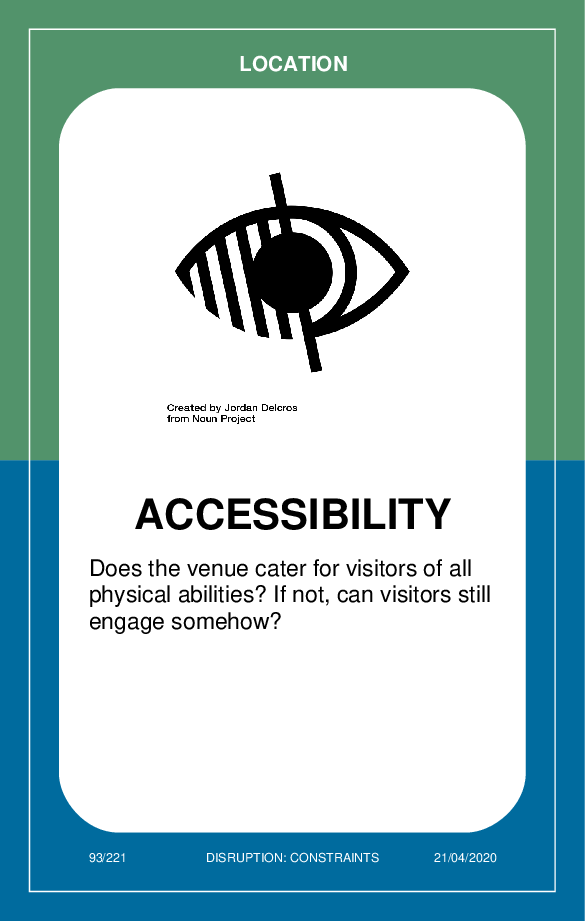 LOCATION
Created by Jordan Delcros
from Noun Project
ACCESSIBILITY
Does the venue cater for visitors of all
physical abilities? If not, can visitors still
engage somehow?
93/221 DISRUPTION: CONSTRAINTS 21/04/2020